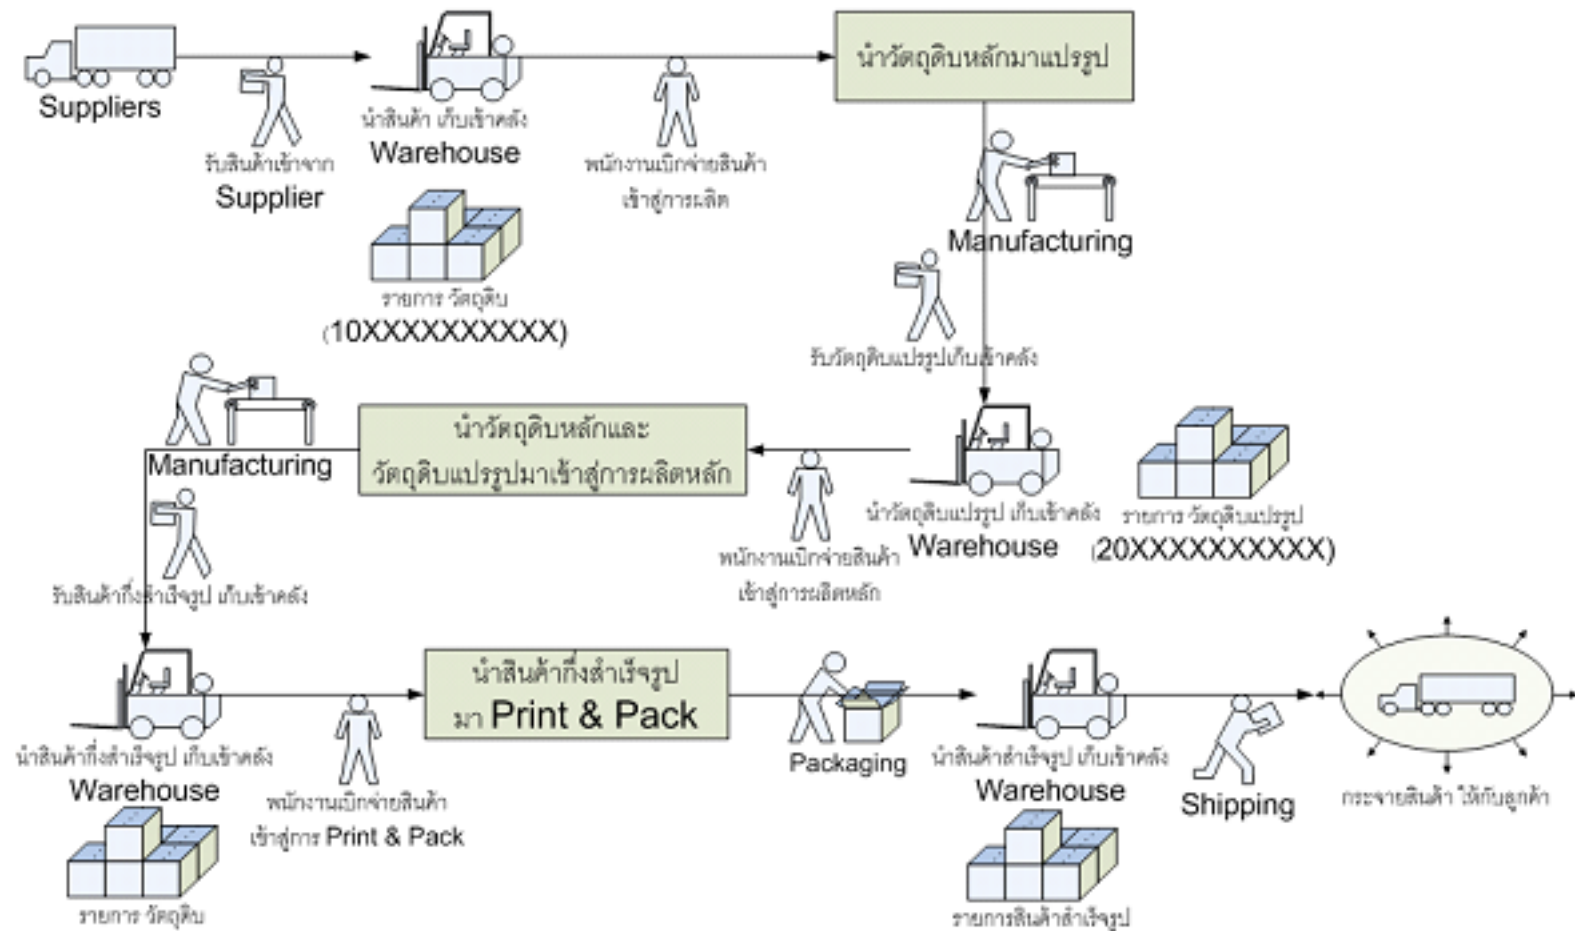 Suppliers
รับสินค้าเข้าจาก
Supplier
นำสินค้า เก็บเข้าคลัง
Warehouse
รายการ วัตถุดิบ
(10XXXXXXXXXX)
พนักงานเบิกจ่ายสินค้า
เข้าสู่การผลิต
นำวัตถุดิบหลักมาแปรรูป
Manufacturing
รับวัตถุดิบแปรรูปเก็บเข้าคลัง
นำวัตถุดิบแปรรูป เก็บเข้าคลัง
Warehouse
รายการ วัตถุดิบแปรรูป
(20XXXXXXXXXX)
พนักงานเบิกจ่ายสินค้า
เข้าสู่การผลิตหลัก
นำวัตถุดิบหลักและ
วัตถุดิบแปรรูปมาเข้าสู่การผลิตหลัก
Manufacturing
รับสินค้ากึ่งสำเร็จรูป เก็บเข้าคลัง
นำสินค้ากึ่งสำเร็จรูป เก็บเข้าคลัง
Warehouse
รายการ วัตถุดิบ
พนักงานเบิกจ่ายสินค้า
เข้าสู่การ Print & Pack
นำสินค้ากึ่งสำเร็จรูป
มา Print & Pack
Packaging
นำสินค้าสำเร็จรูป เก็บเข้าคลัง
Warehouse
รายการสินค้าสำเร็จรูป
Shipping
กระจายสินค้า ให้กับลูกค้า